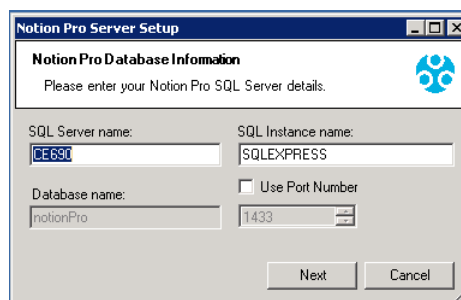 Notion Pro Server Setup
Notion Pro Database Information
Please enter your Notion Pro SQL Server details.
SQL Server name:
SQL Instance name:
CE690
SQLEXPRESS
Database name:
Use Port Number
notionPro
1433
Next
Cancel